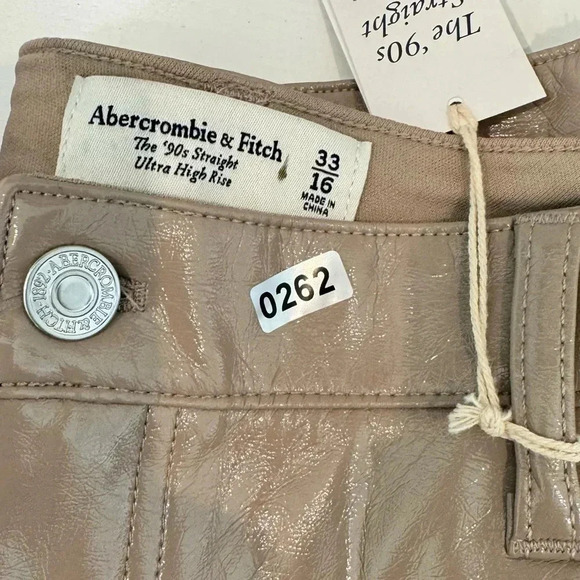 The '90s
Straight
Abercrombie & Fitch
The '90s Straight
Ultra High Rise
33
16
MADE IN
CHINA
0262
ABERCROMBIE & FITCH · 1892 ·